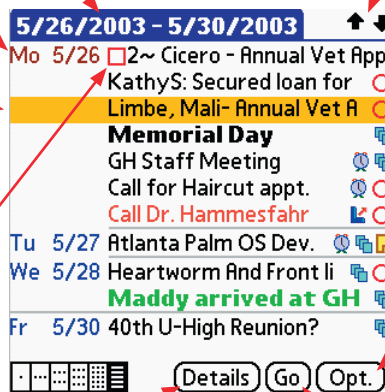 5/26/2003 - 5/30/2003
Mo 5/26 2~ Cicero - Annual Vet App
KathyS: Secured loan for
Limbe, Mali- Annual Vet A
Memorial Day
GH Staff Meeting
Call for Haircut appt.
Call Dr. Hammesfahr
Tu 5/27 Atlanta Palm OS Dev.
We 5/28 Heartworm And Front li
Maddy arrived at GH
Fr 5/30 40th U-High Reunion?
Details Go Opt.